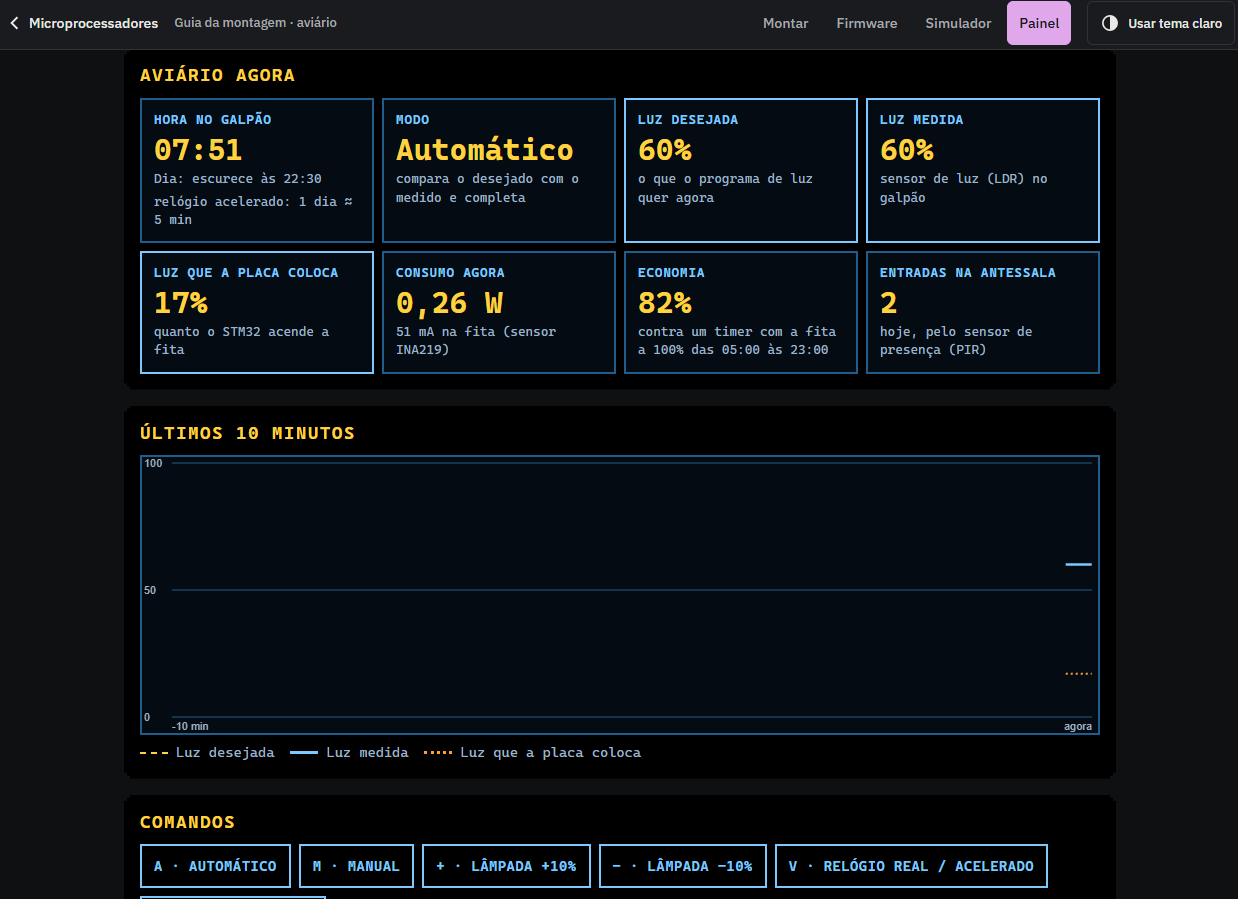 Microprocessadores Guia da montagem · aviário Montar Firmware Simulador Painel Usar tema claro
AVIÁRIO AGORA
HORA NO GALPÃO
07:51
Dia: escurece às 22:30
relógio acelerado: 1 dia ≈
5 min
MODO
Automático
compara o desejado com o
medido e completa
LUZ DESEJADA
60%
o que o programa de luz
quer agora
LUZ MEDIDA
60%
sensor de luz (LDR) no
galpão
LUZ QUE A PLACA COLOCA
17%
quanto o STM32 acende a
fita
CONSUMO AGORA
0,26 W
51 mA na fita (sensor
INA219)
ECONOMIA
82%
contra um timer com a fita
a 100% das 05:00 às 23:00
ENTRADAS NA ANTESSALA
2
hoje, pelo sensor de
presença (PIR)
ÚLTIMOS 10 MINUTOS
100
50
0
-10 min agora
Luz desejada Luz medida Luz que a placa coloca
COMANDOS
A · AUTOMÁTICO M · MANUAL + · LÂMPADA +10% − · LÂMPADA −10% V · RELÓGIO REAL / ACELERADO